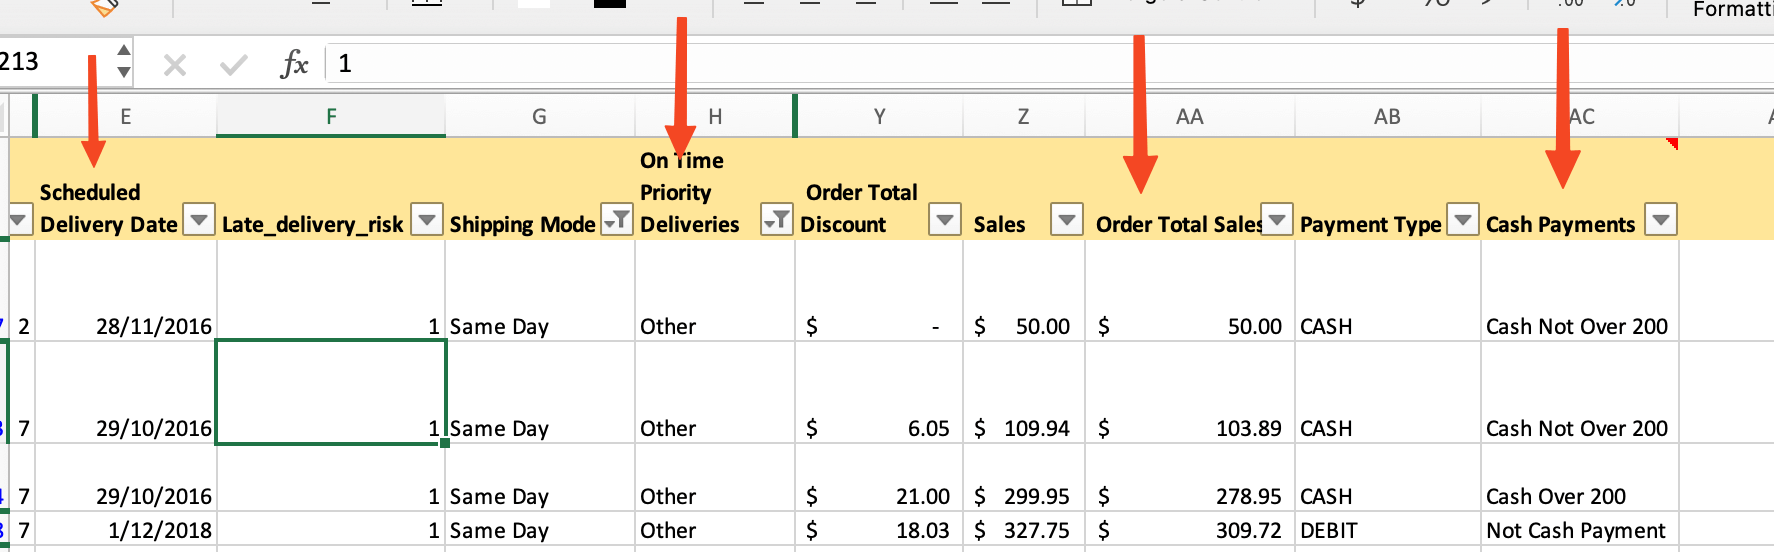 Formatti
213
fx 1
E F G H Y Z AA AB AC
Scheduled Delivery Date
Late_delivery_risk
Shipping Mode
On Time Priority Deliveries
Order Total Discount
Sales
Order Total Sales
Payment Type
Cash Payments
2 28/11/2016 1 Same Day Other $ - $ 50.00 $ 50.00 CASH Cash Not Over 200
7 29/10/2016 1 Same Day Other $ 6.05 $ 109.94 $ 103.89 CASH Cash Not Over 200
7 29/10/2016 1 Same Day Other $ 21.00 $ 299.95 $ 278.95 CASH Cash Over 200
7 1/12/2018 1 Same Day Other $ 18.03 $ 327.75 $ 309.72 DEBIT Not Cash Payment